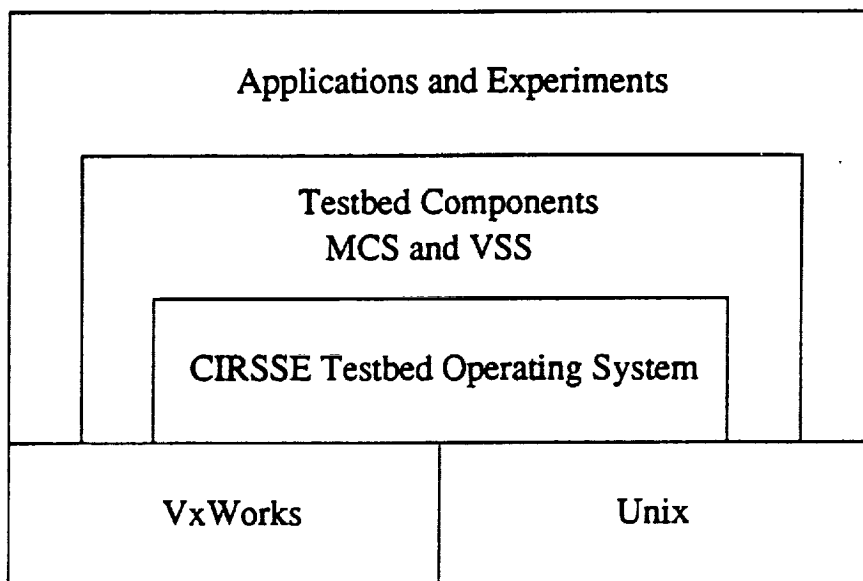 Applications and Experiments
Testbed Components
MCS and VSS
CIRSSE Testbed Operating System
VxWorks
Unix